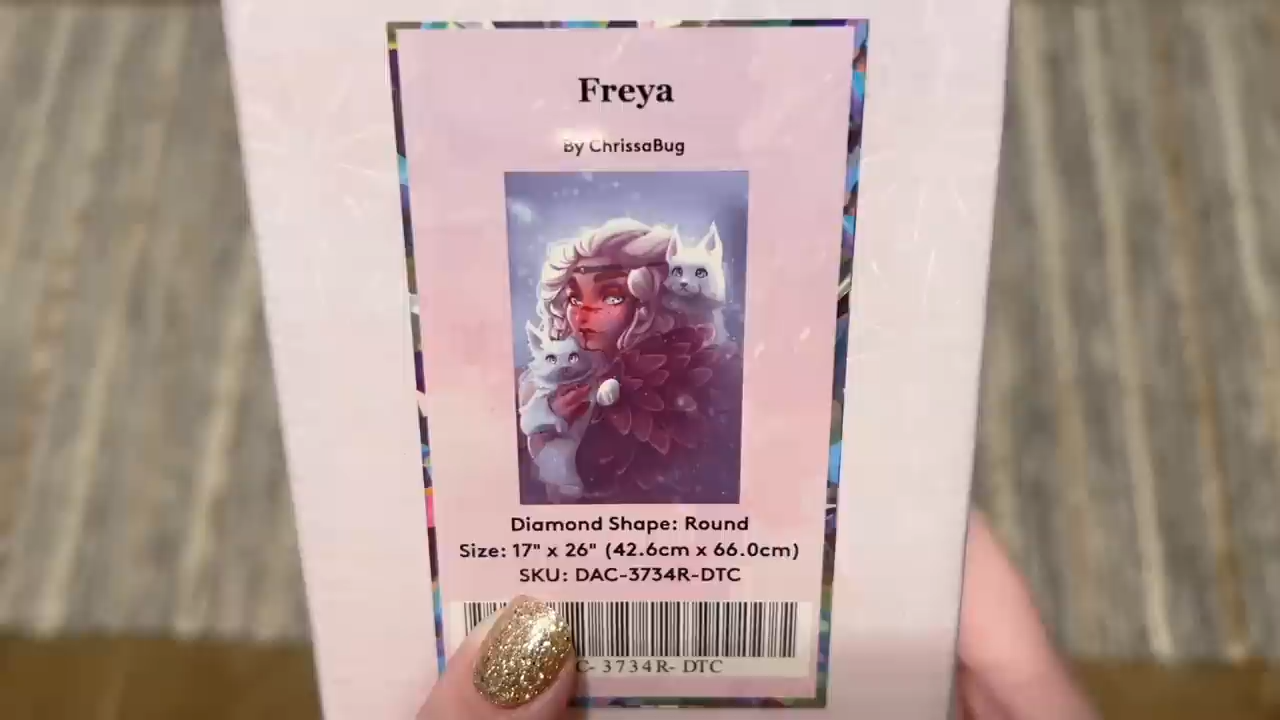 Freya
By ChrissaBug
Diamond Shape: Round
Size: 17" x 26" (42.6cm x 66.0cm)
SKU: DAC-3734R-DTC
C- 3734R- DTC